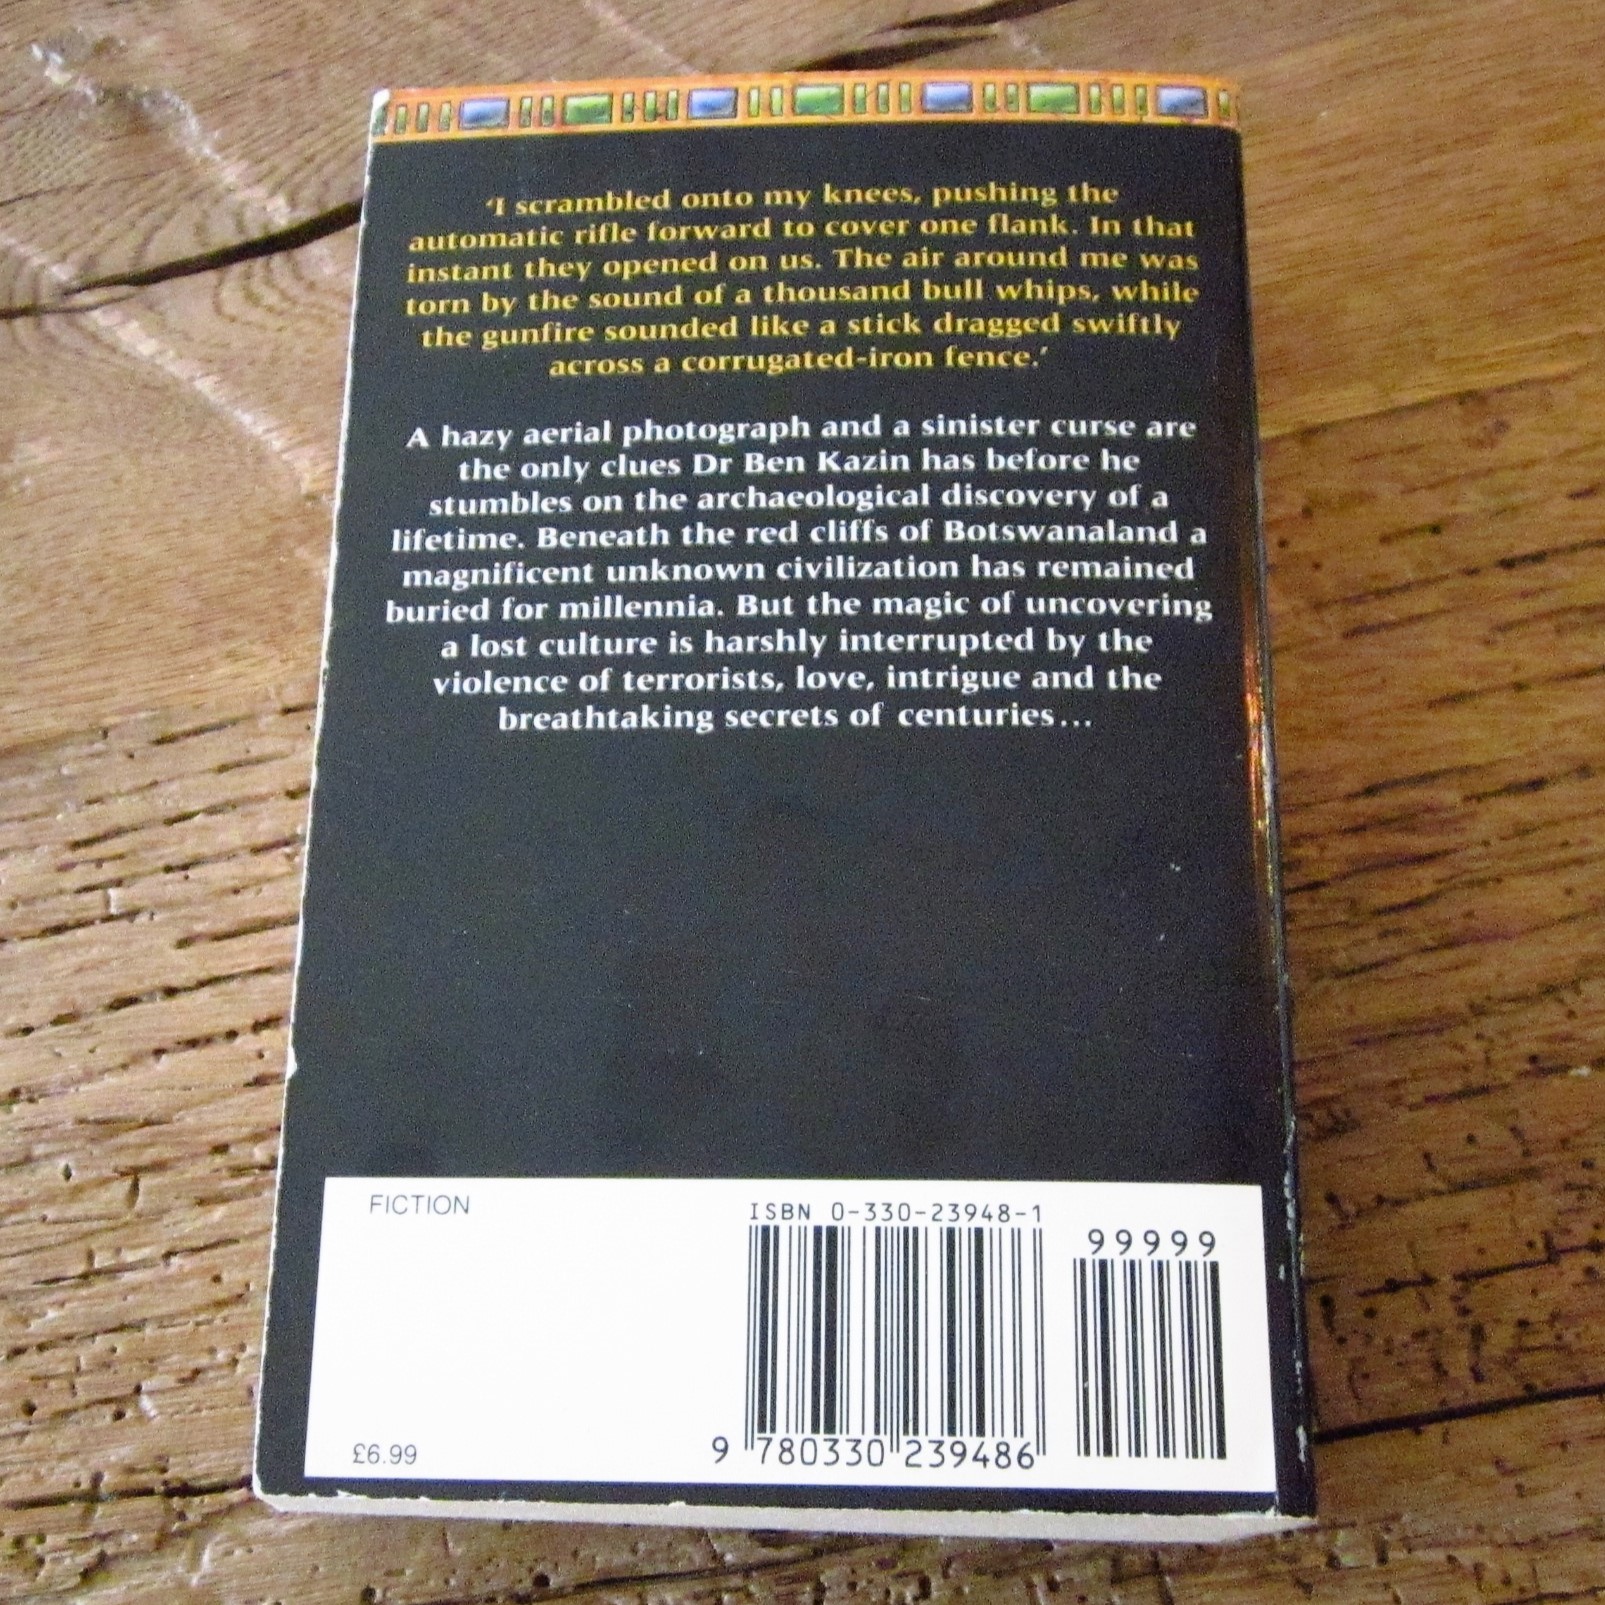 ‘I scrambled onto my knees, pushing the
automatic rifle forward to cover one flank. In that
instant they opened on us. The air around me was
torn by the sound of a thousand bull whips, while
the gunfire sounded like a stick dragged swiftly
across a corrugated-iron fence.’
A hazy aerial photograph and a sinister curse are
the only clues Dr Ben Kazin has before he
stumbles on the archaeological discovery of a
lifetime. Beneath the red cliffs of Botswanaland a
magnificent unknown civilization has remained
buried for millennia. But the magic of uncovering
a lost culture is harshly interrupted by the
violence of terrorists, love, intrigue and the
breathtaking secrets of centuries...
FICTION
ISBN 0-330-23948-1
99999
9 780330 239486
£6.99